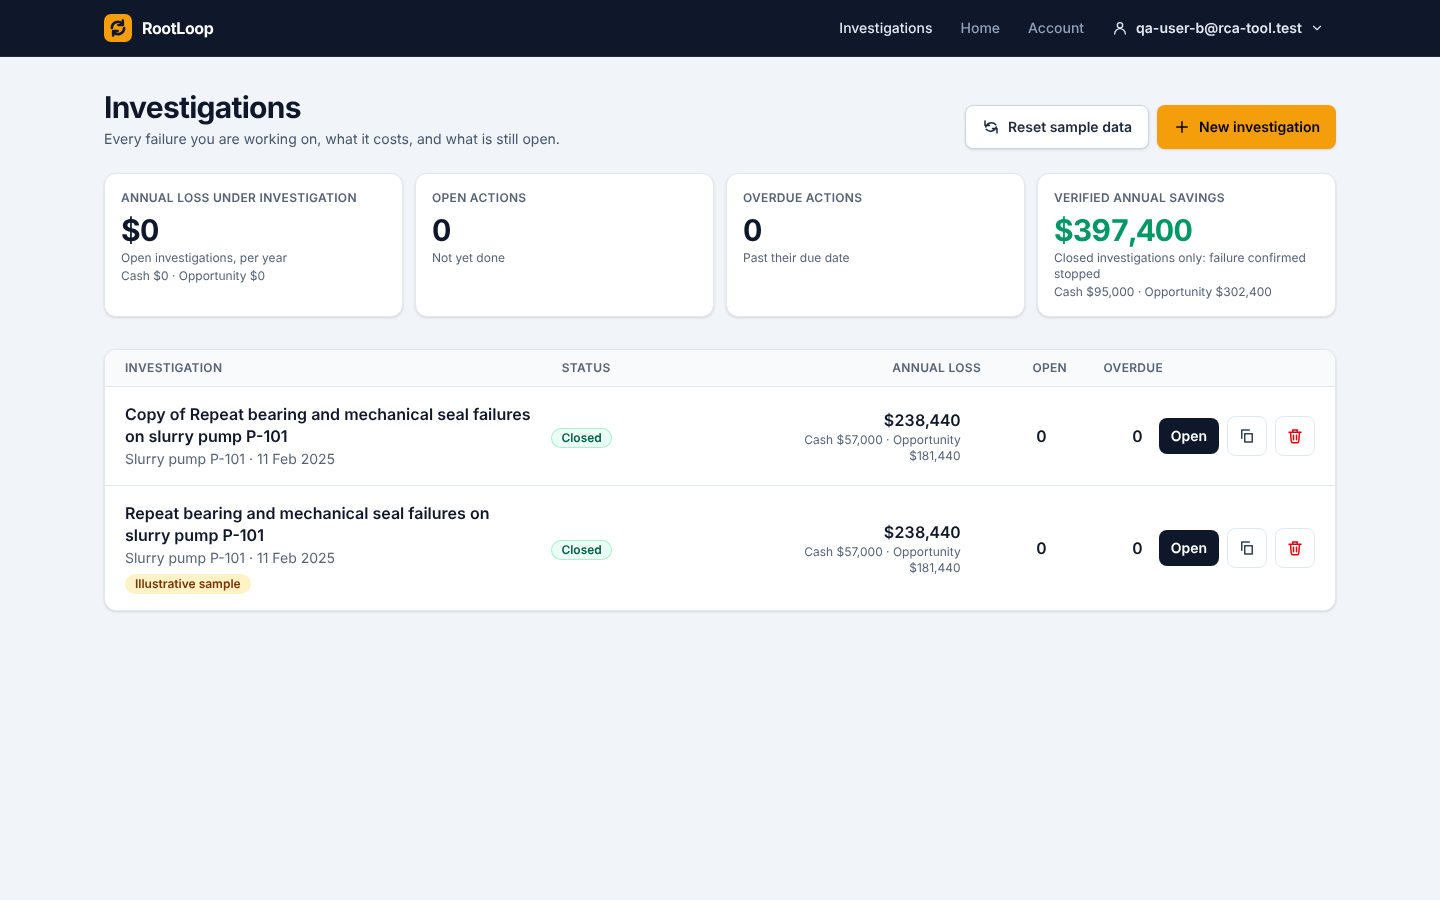 RootLoop
Investigations
Home
Account
qa-user-b@rca-tool.test
Investigations
Every failure you are working on, what it costs, and what is still open.
Reset sample data
New investigation
ANNUAL LOSS UNDER INVESTIGATION
$0
Open investigations, per year
Cash $0 · Opportunity $0
OPEN ACTIONS
0
Not yet done
OVERDUE ACTIONS
0
Past their due date
VERIFIED ANNUAL SAVINGS
$397,400
Closed investigations only: failure confirmed
stopped
Cash $95,000 · Opportunity $302,400
INVESTIGATION
STATUS
ANNUAL LOSS
OPEN
OVERDUE
Copy of Repeat bearing and mechanical seal failures
on slurry pump P-101
Slurry pump P-101 · 11 Feb 2025
Closed
$238,440
Cash $57,000 · Opportunity
$181,440
0
0
Open
Repeat bearing and mechanical seal failures on
slurry pump P-101
Slurry pump P-101 · 11 Feb 2025
Illustrative sample
Closed
$238,440
Cash $57,000 · Opportunity
$181,440
0
0
Open